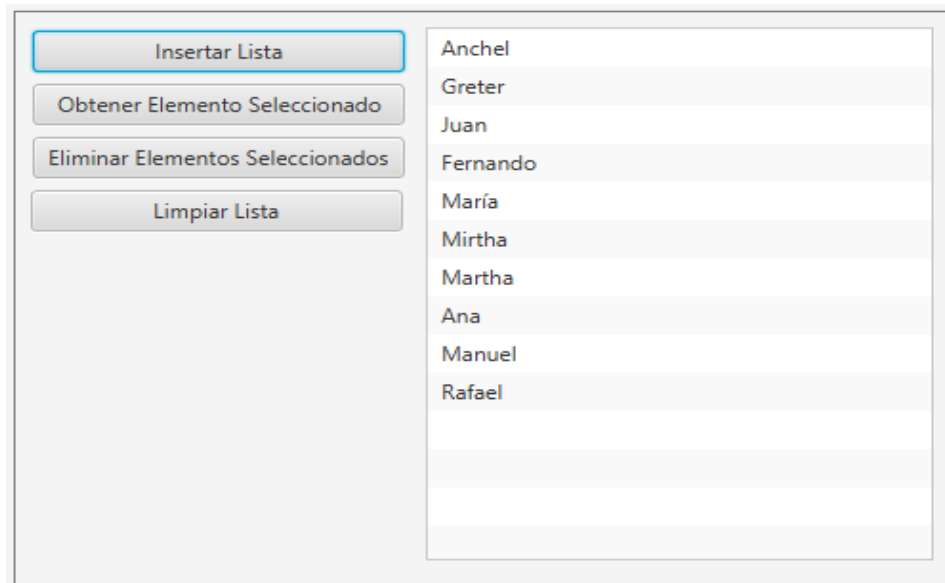 Insertar Lista
Obtener Elemento Seleccionado
Eliminar Elementos Seleccionados
Limpiar Lista
Anchel
Greter
Juan
Fernando
María
Mirtha
Martha
Ana
Manuel
Rafael